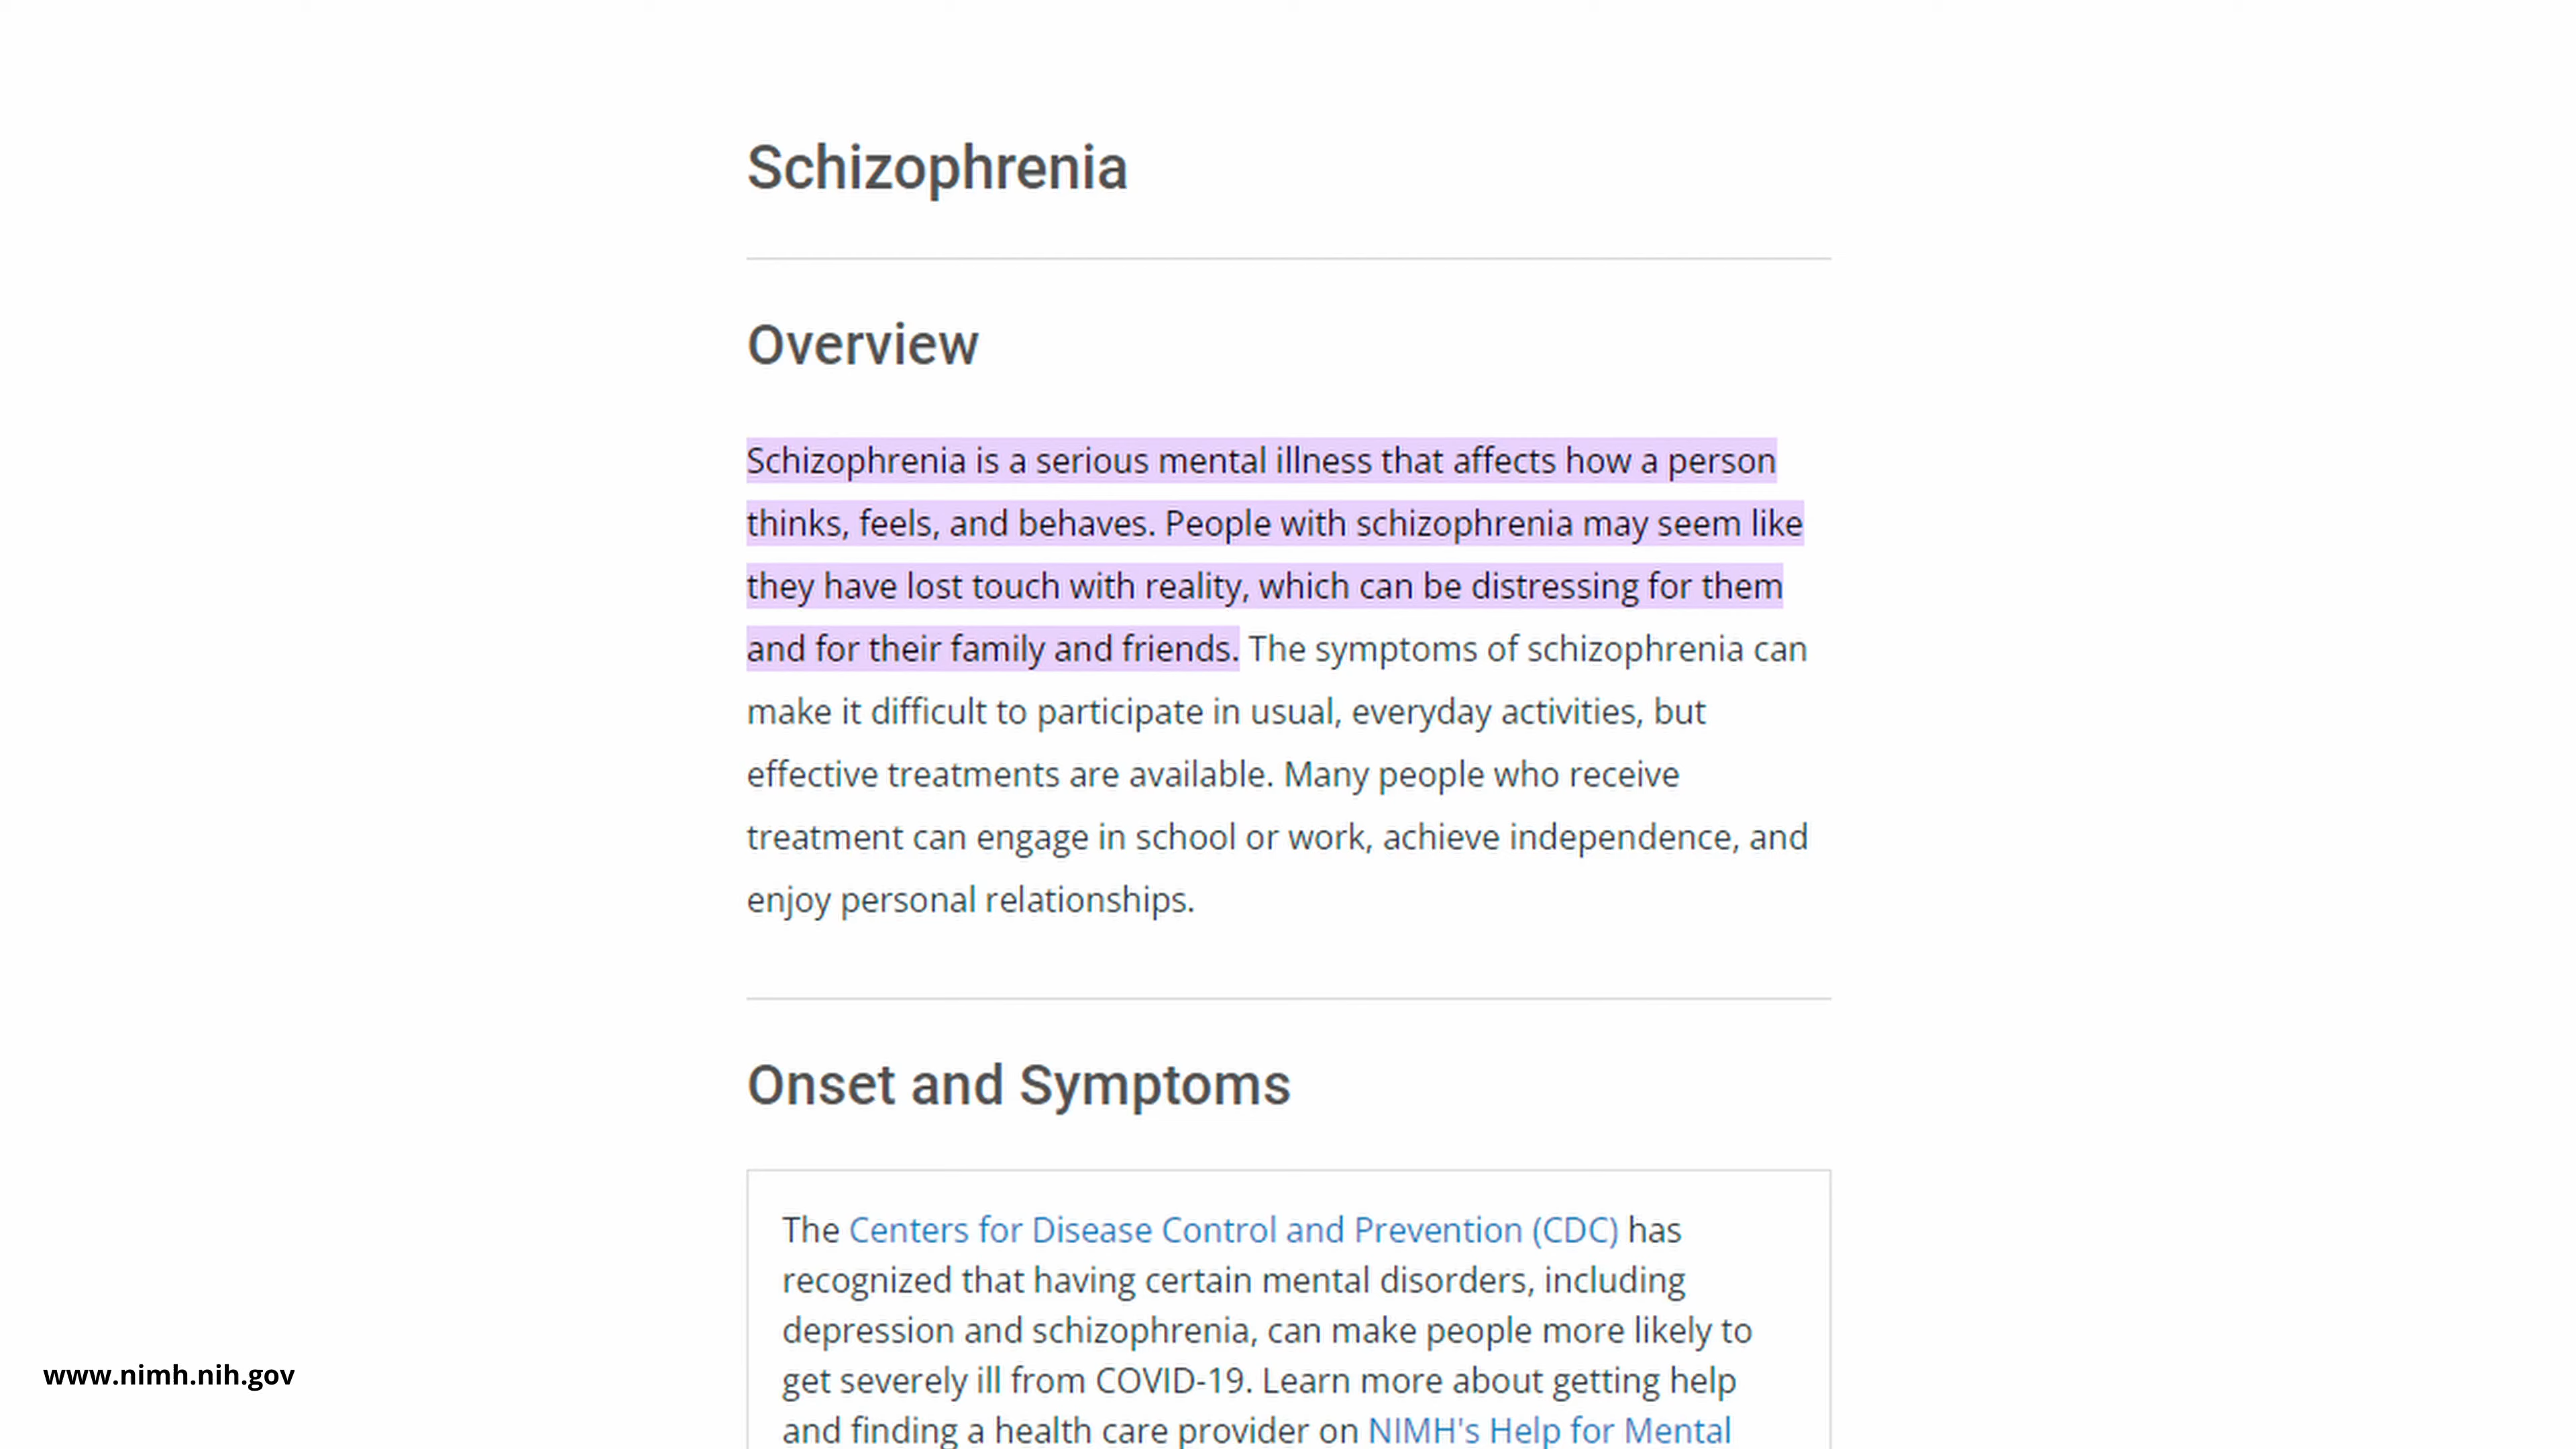 Schizophrenia
Overview
Schizophrenia is a serious mental illness that affects how a person
thinks, feels, and behaves. People with schizophrenia may seem like
they have lost touch with reality, which can be distressing for them
and for their family and friends. The symptoms of schizophrenia can
make it difficult to participate in usual, everyday activities, but
effective treatments are available. Many people who receive
treatment can engage in school or work, achieve independence, and
enjoy personal relationships.
Onset and Symptoms
The Centers for Disease Control and Prevention (CDC) has
recognized that having certain mental disorders, including
depression and schizophrenia, can make people more likely to
get severely ill from COVID-19. Learn more about getting help
and finding a health care provider on NIMH's Help for Mental
www.nimh.nih.gov